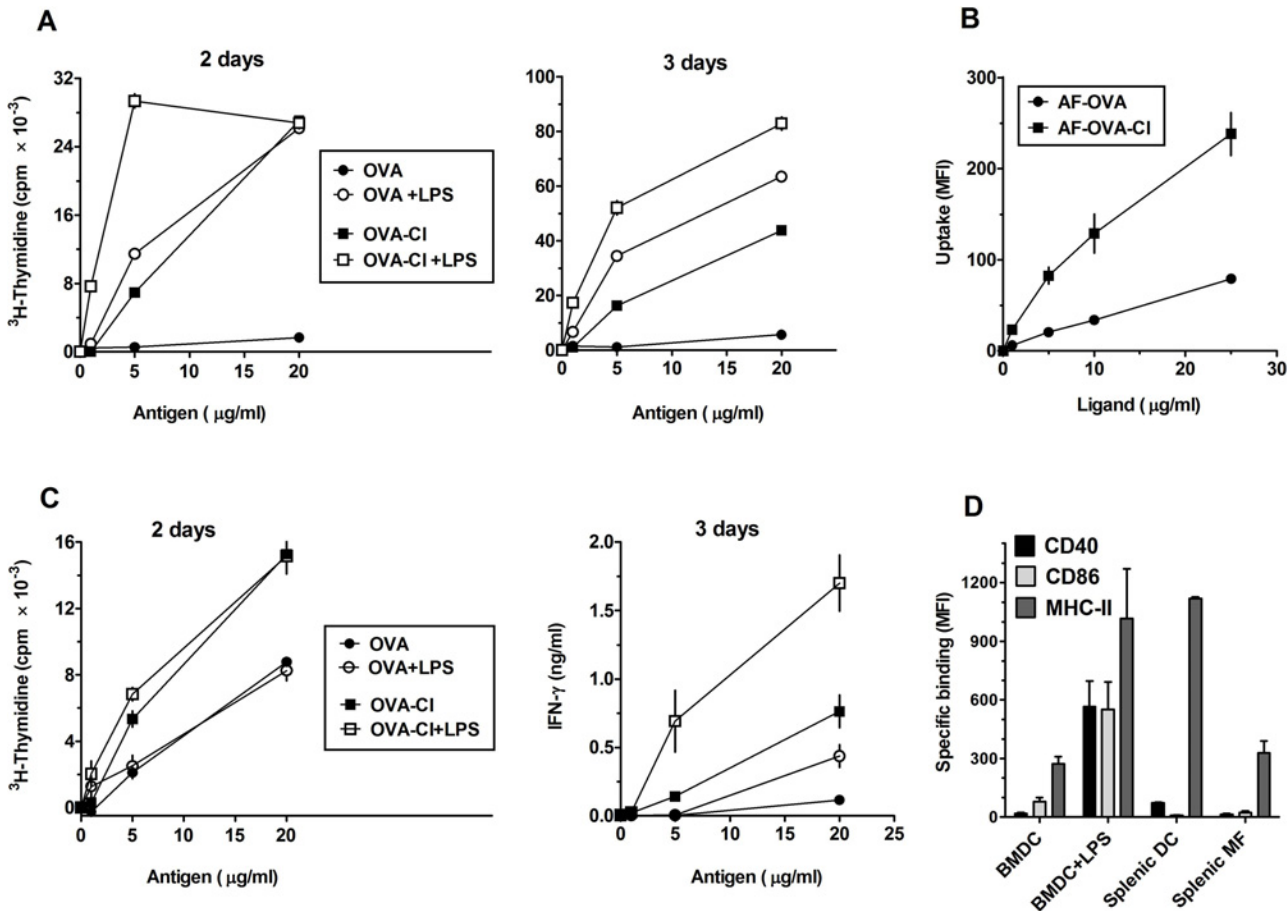 A
2 days
³H-Thymidine (cpm × 10⁻³)
32
24
16
8
0
0 5 10 15 20
Antigen ( μg/ml)
OVA
OVA +LPS
OVA-CI
OVA-CI +LPS
3 days
100
80
60
40
20
0
0 5 10 15 20
Antigen ( μg/ml)
B
AF-OVA
AF-OVA-CI
Uptake (MFI)
300
200
100
0
0 10 20 30
Ligand ( μg/ml)
C
2 days
³H-Thymidine (cpm × 10⁻³)
16
12
8
4
0
0 5 10 15 20
Antigen ( μg/ml)
OVA
OVA+LPS
OVA-CI
OVA-CI+LPS
3 days
IFN-γ (ng/ml)
2.0
1.5
1.0
0.5
0.0
0 5 10 15 20 25
Antigen ( μg/ml)
D
CD40
CD86
MHC-II
Specific binding (MFI)
1200
900
600
300
0
BMDC
BMDC+LPS
Splenic DC
Splenic MF